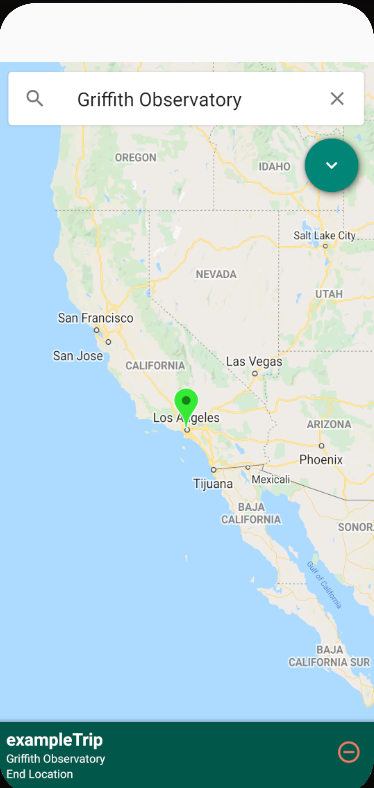 Griffith Observatory
OREGON
IDAHO
Salt Lake City
NEVADA
UTAH
San Francisco
San Jose
CALIFORNIA
Las Vegas
Los Angeles
ARIZONA
Phoenix
Tijuana
Mexicali
BAJA
CALIFORNIA
SONOR
Gulf of California
BAJA
CALIFORNIA SUR
exampleTrip
Griffith Observatory
End Location